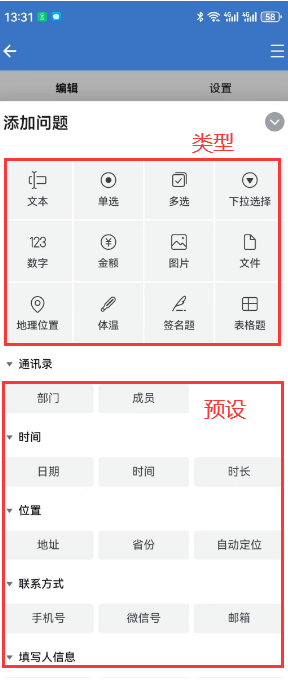 13:31
58
编辑 设置
添加问题
类型
文本 单选 多选 下拉选择
123
数字 金额 图片 文件
地理位置 体温 签名题 表格题
通讯录
部门 成员
预设
时间
日期 时间 时长
位置
地址 省份 自动定位
联系方式
手机号 微信号 邮箱
填写人信息